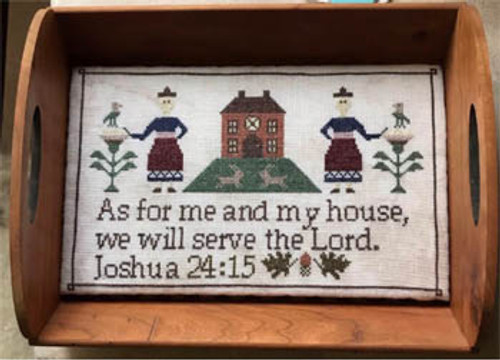 As for me and my house,
we will serve the Lord.
Joshua 24:15